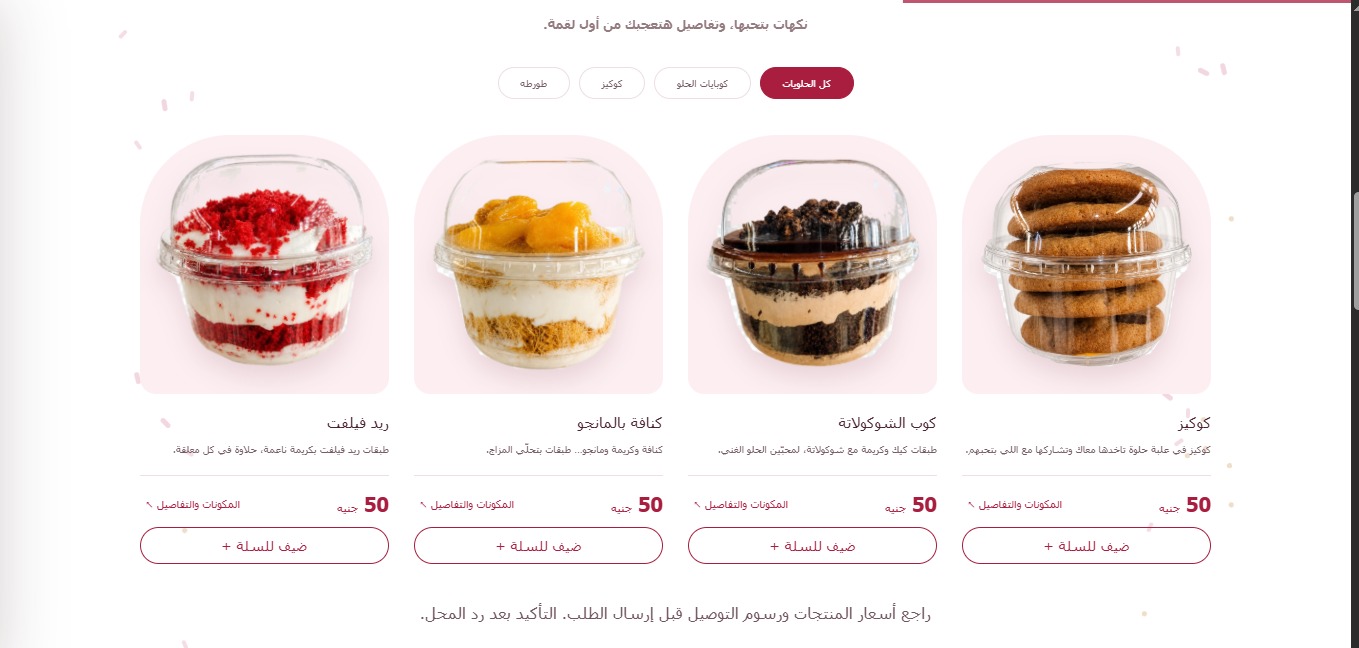 نكهات بتحبها، وتفاصيل هتعجبك من أول لقمة.
كل الحلويات
كوبايات الحلو
كوكيز
طورطه
كوكيز
كوكيز في علبة حلوة تاخدها معاك وتشاركها مع اللي بتحبهم.
50 جنيه
المكونات والتفاصيل ↖
ضيف للسلة +
كوب الشوكولاتة
طبقات كيك وكريمة مع شوكولاتة، لمحبّين الحلو الغني.
50 جنيه
المكونات والتفاصيل ↖
ضيف للسلة +
كنافة بالمانجو
كنافة وكريمة ومانجو... طبقات بتحلّي المزاج.
50 جنيه
المكونات والتفاصيل ↖
ضيف للسلة +
ريد فيلفت
طبقات ريد فيلفت بكريمة ناعمة، حلاوة في كل معلقة.
50 جنيه
المكونات والتفاصيل ↖
ضيف للسلة +
راجع أسعار المنتجات ورسوم التوصيل قبل إرسال الطلب. التأكيد بعد رد المحل.